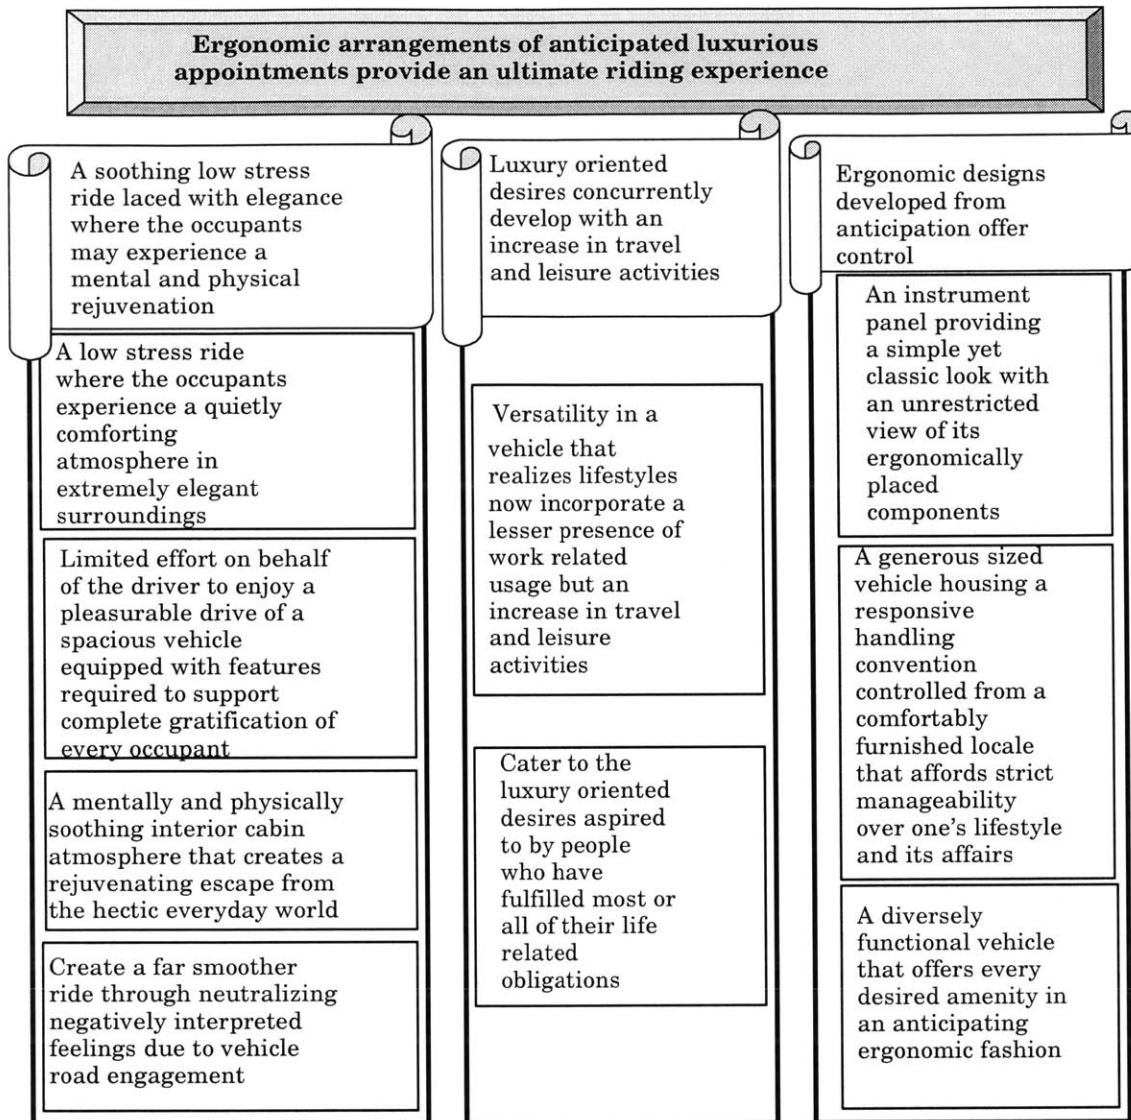 Ergonomic arrangements of anticipated luxurious
appointments provide an ultimate riding experience
A soothing low stress
ride laced with elegance
where the occupants
may experience a
mental and physical
rejuvenation
A low stress ride
where the occupants
experience a quietly
comforting
atmosphere in
extremely elegant
surroundings
Limited effort on behalf
of the driver to enjoy a
pleasurable drive of a
spacious vehicle
equipped with features
required to support
complete gratification of
every occupant
A mentally and physically
soothing interior cabin
atmosphere that creates a
rejuvenating escape from
the hectic everyday world
Create a far smoother
ride through neutralizing
negatively interpreted
feelings due to vehicle
road engagement
Luxury oriented
desires concurrently
develop with an
increase in travel
and leisure activities
Versatility in a
vehicle that
realizes lifestyles
now incorporate a
lesser presence of
work related
usage but an
increase in travel
and leisure
activities
Cater to the
luxury oriented
desires aspired
to by people
who have
fulfilled most or
all of their life
related
obligations
Ergonomic designs
developed from
anticipation offer
control
An instrument
panel providing
a simple yet
classic look with
an unrestricted
view of its
ergonomically
placed
components
A generous sized
vehicle housing a
responsive
handling
convention
controlled from a
comfortably
furnished locale
that affords strict
manageability
over one's lifestyle
and its affairs
A diversely
functional vehicle
that offers every
desired amenity in
an anticipating
ergonomic fashion